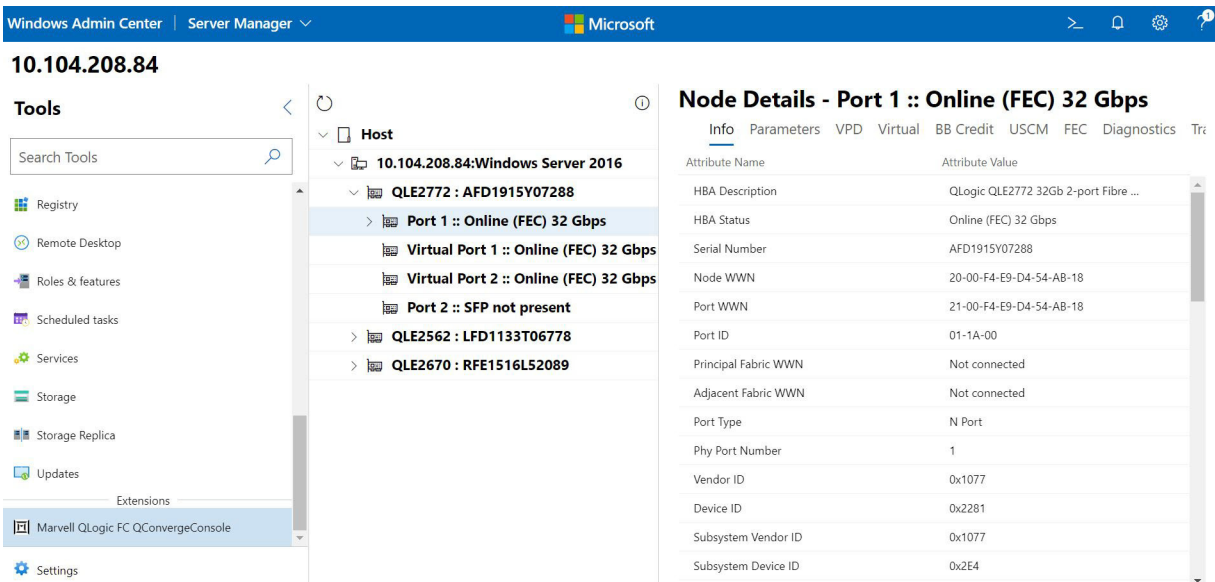 Windows Admin Center | Server Manager
Microsoft
1
10.104.208.84
Tools
Search Tools
Registry
Remote Desktop
Roles & features
Scheduled tasks
Services
Storage
Storage Replica
Updates
Extensions
Marvell QLogic FC QConvergeConsole
Settings
Host
10.104.208.84:Windows Server 2016
QLE2772 : AFD1915Y07288
Port 1 :: Online (FEC) 32 Gbps
Virtual Port 1 :: Online (FEC) 32 Gbps
Virtual Port 2 :: Online (FEC) 32 Gbps
Port 2 :: SFP not present
QLE2562 : LFD1133T06778
QLE2670 : RFE1516L52089
Node Details - Port 1 :: Online (FEC) 32 Gbps
Info Parameters VPD Virtual BB Credit USCM FEC Diagnostics
Attribute Name Attribute Value
HBA Description QLogic QLE2772 32Gb 2-port Fibre ...
HBA Status Online (FEC) 32 Gbps
Serial Number AFD1915Y07288
Node WWN 20-00-F4-E9-D4-54-AB-18
Port WWN 21-00-F4-E9-D4-54-AB-18
Port ID 01-1A-00
Principal Fabric WWN Not connected
Adjacent Fabric WWN Not connected
Port Type N Port
Phy Port Number 1
Vendor ID 0x1077
Device ID 0x2281
Subsystem Vendor ID 0x1077
Subsystem Device ID 0x2E4